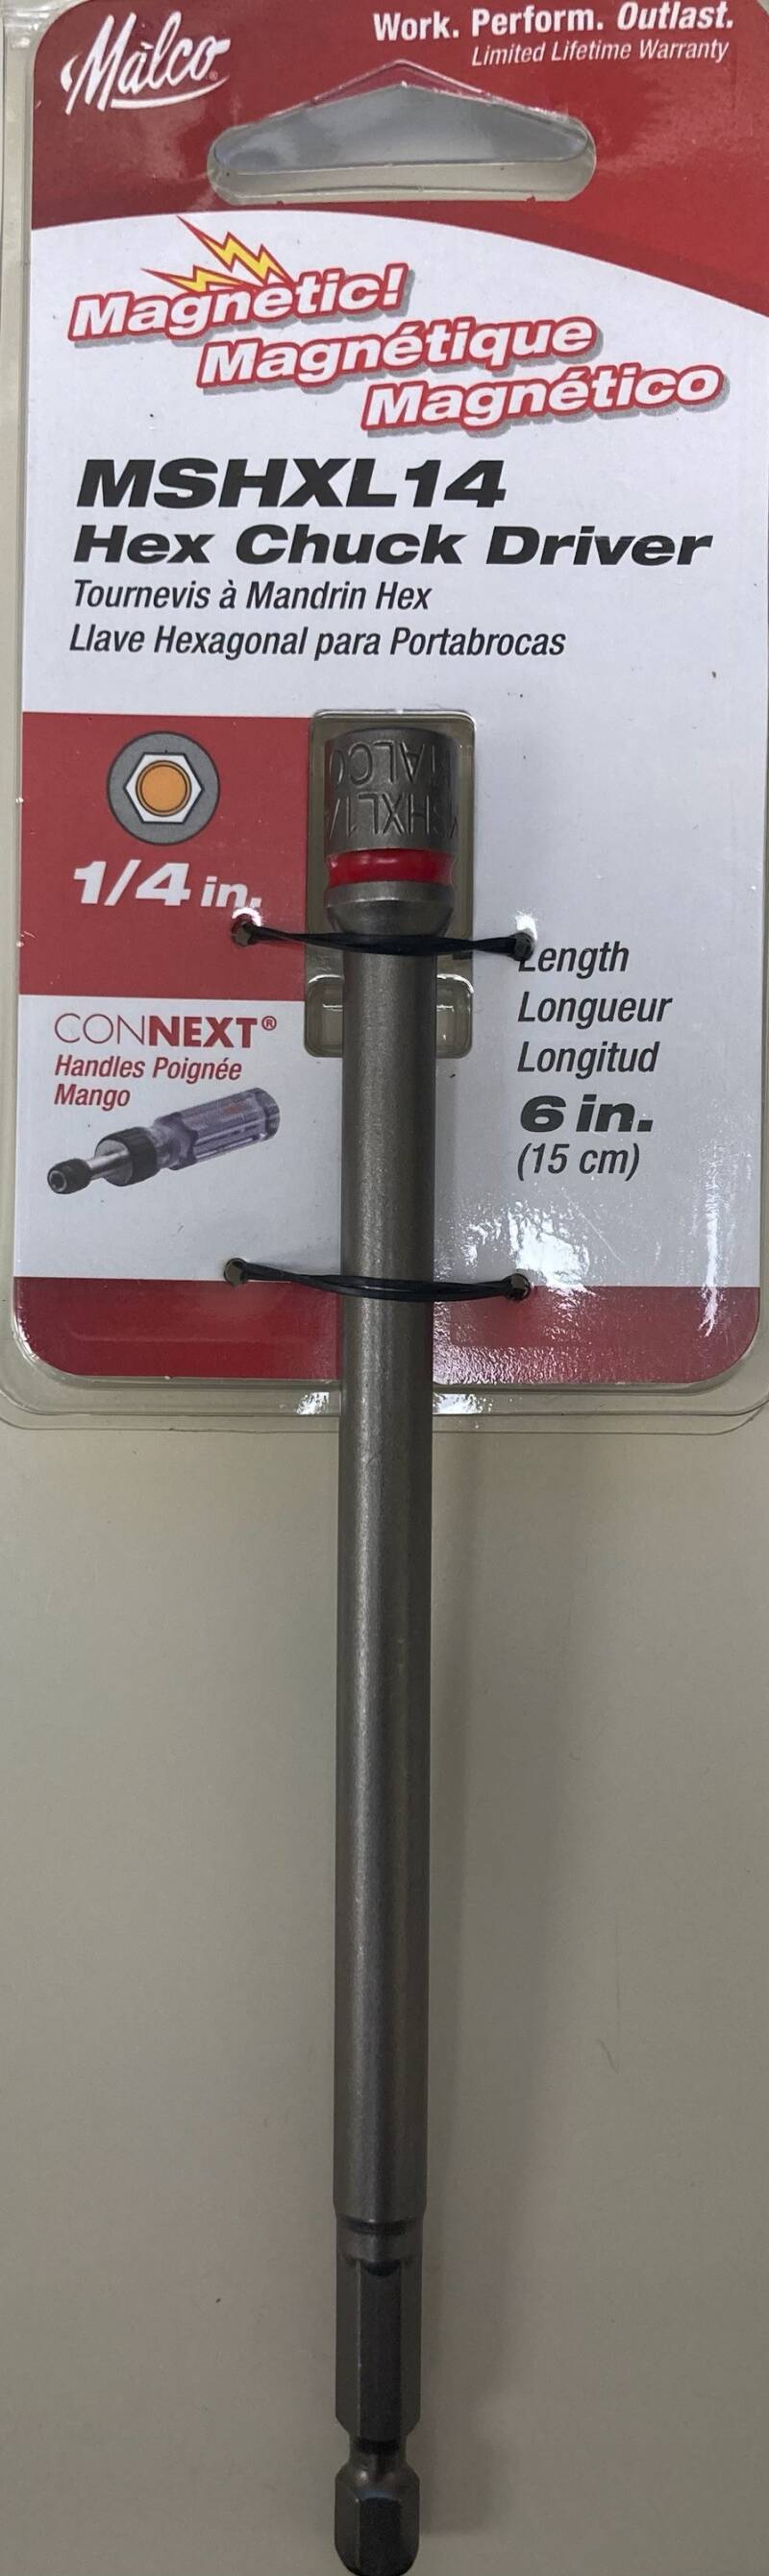 Malco®
Work. Perform. Outlast.
Limited Lifetime Warranty
Magnetic!
Magnétique
Magnético
MSHXL14
Hex Chuck Driver
Tournevis à Mandrin Hex
Llave Hexagonal para Portabrocas
1/4 in.
CONNEXT®
Handles Poignée
Mango
Length
Longueur
Longitud
6 in.
(15 cm)